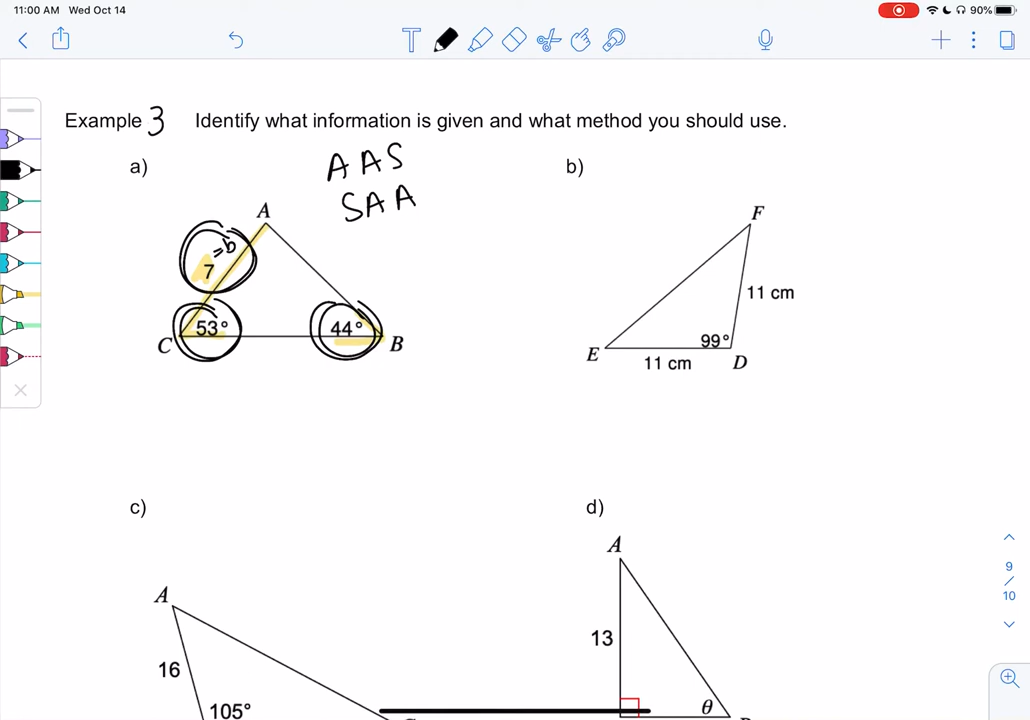 11:00 AM Wed Oct 14
90%
T
Example 3 Identify what information is given and what method you should use.
a)
AAS
SAA
A
7 = b
53°
44°
C
B
b)
F
11 cm
99°
E
11 cm
D
c)
A
16
105°
d)
A
13
θ
9
/
10